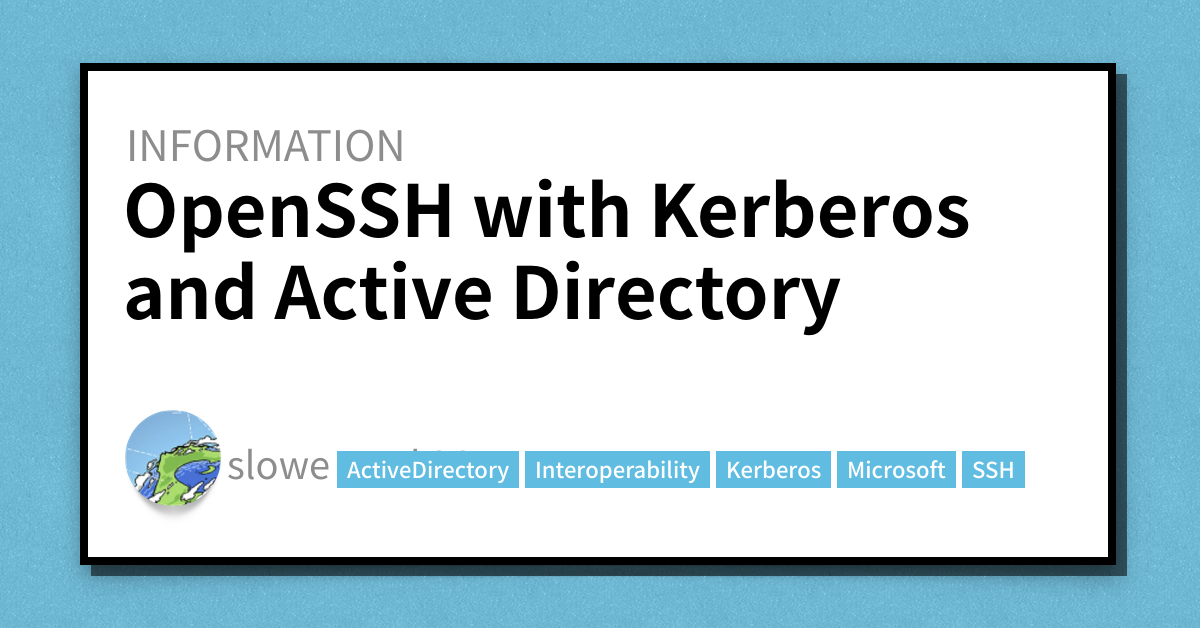 INFORMATION
OpenSSH with Kerberos
and Active Directory
slowe ActiveDirectory Interoperability Kerberos Microsoft SSH